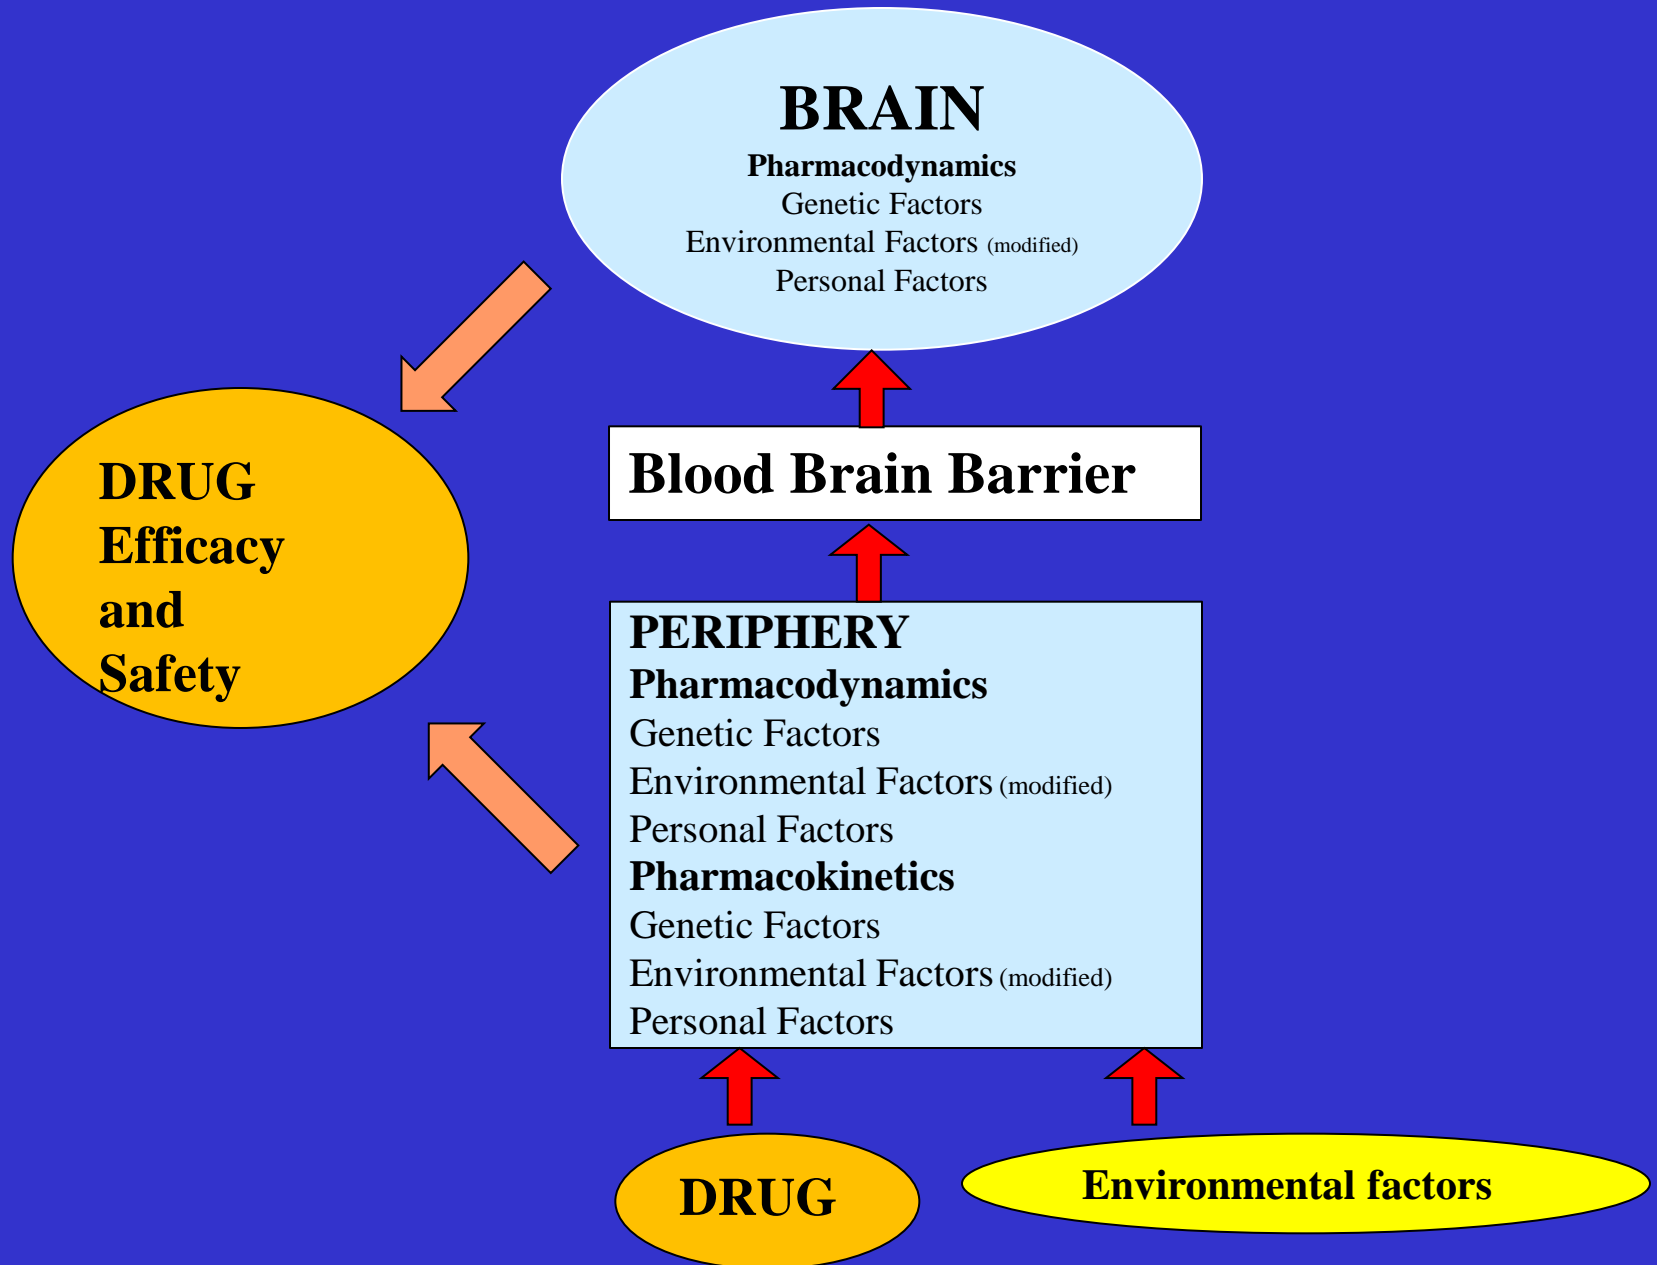 BRAIN
Pharmacodynamics
Genetic Factors
Environmental Factors (modified)
Personal Factors
DRUG
Efficacy
and
Safety
Blood Brain Barrier
PERIPHERY
Pharmacodynamics
Genetic Factors
Environmental Factors (modified)
Personal Factors
Pharmacokinetics
Genetic Factors
Environmental Factors (modified)
Personal Factors
DRUG
Environmental factors